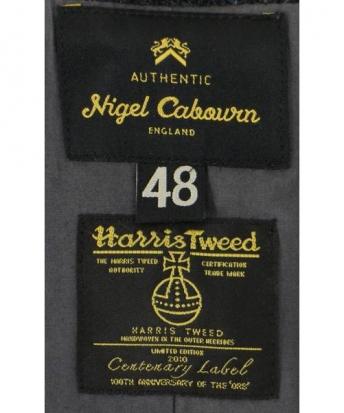 AUTHENTIC
Nigel Cabourn
ENGLAND
48
Harris Tweed
THE HARRIS TWEED CERTIFICATION
AUTHORITY TRADE MARK
HARRIS TWEED
HANDWOVEN IN THE OUTER HEBRIDES
LIMITED EDITION
2010
Centenary Label
100TH ANNIVERSARY OF THE 'ORB'